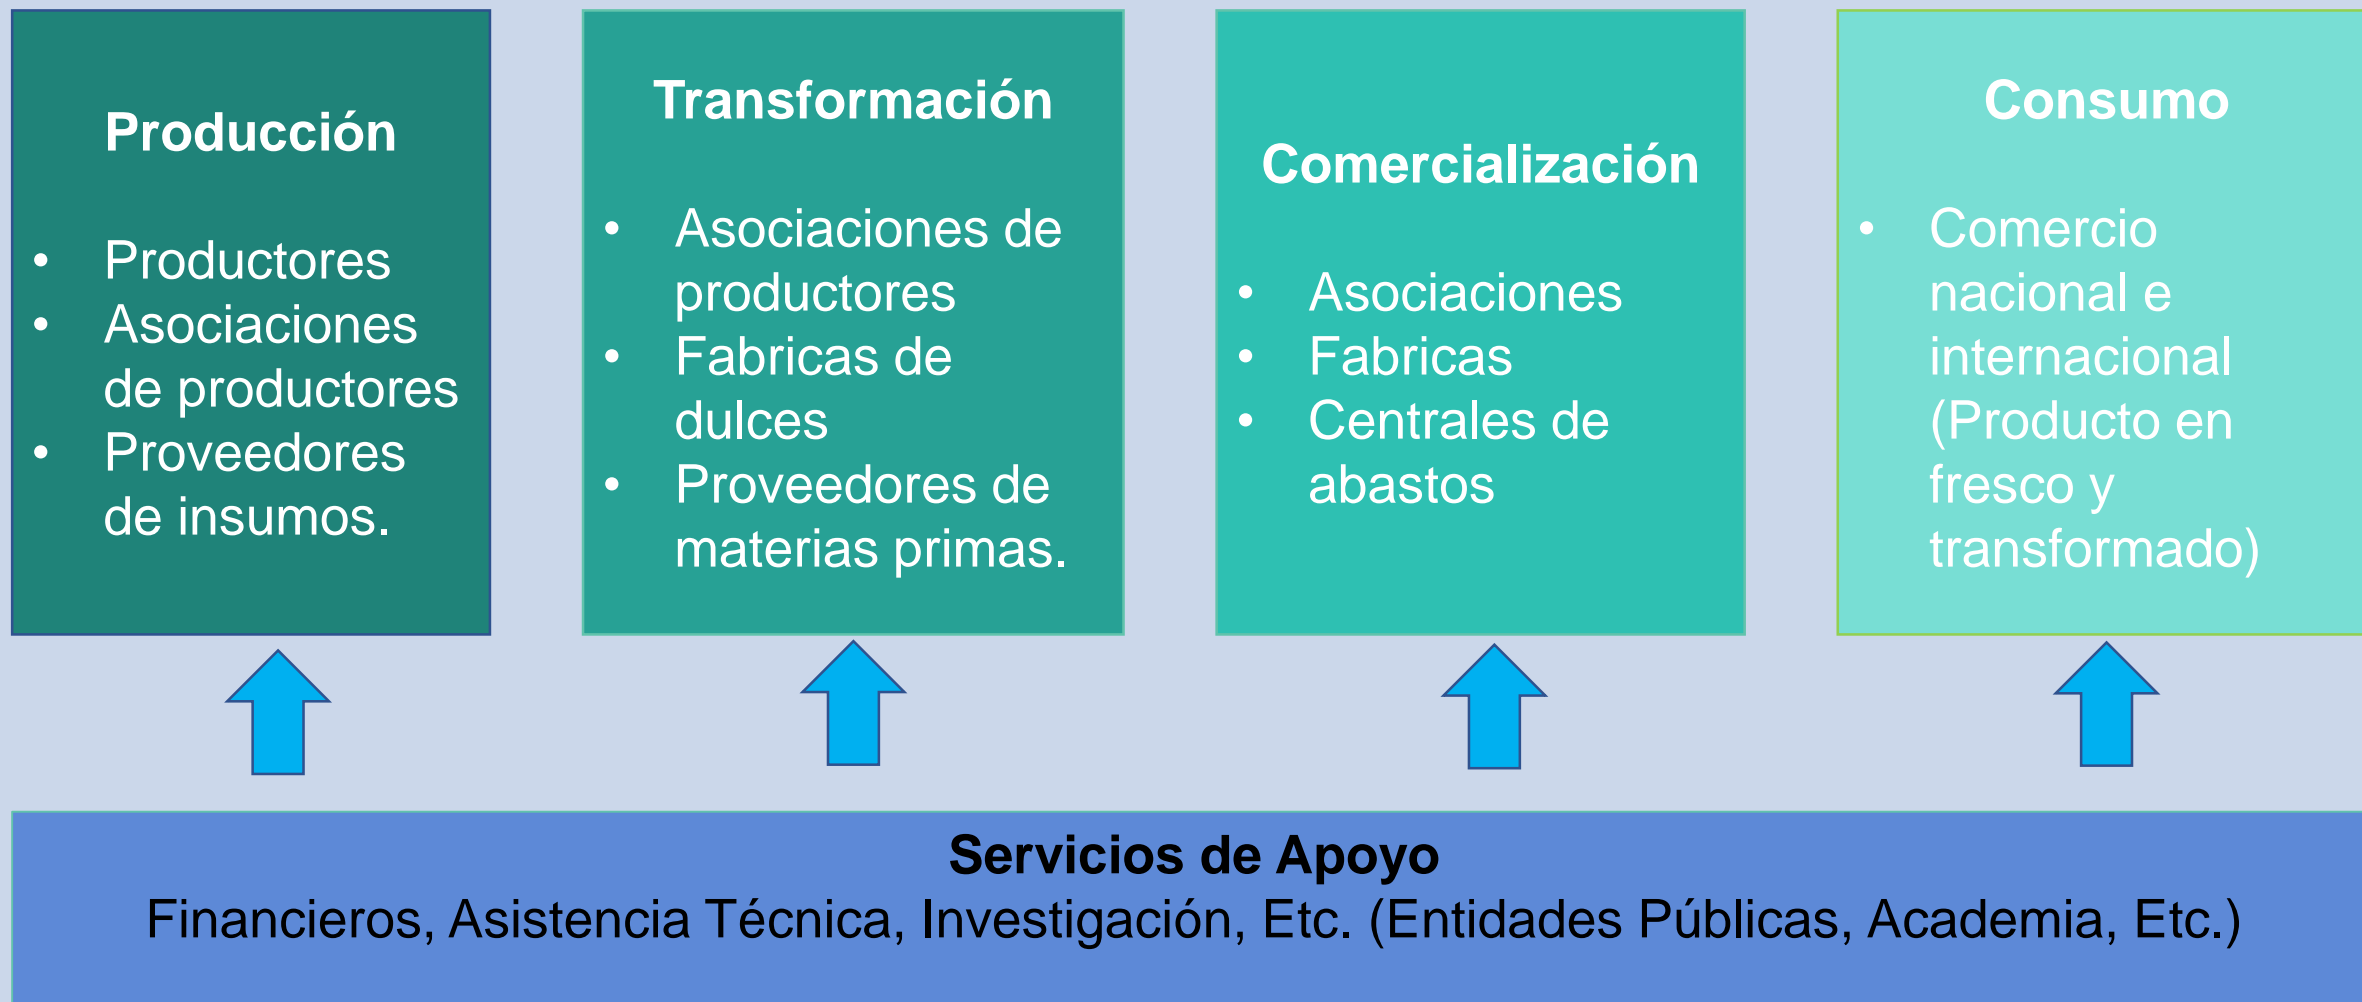 Producción
• Productores
• Asociaciones
de productores
• Proveedores
de insumos.
Transformación
• Asociaciones de
productores
• Fabricas de
dulces
• Proveedores de
materias primas.
Comercialización
• Asociaciones
• Fabricas
• Centrales de
abastos
Consumo
• Comercio
nacional e
internacional
(Producto en
fresco y
transformado)
Servicios de Apoyo
Financieros, Asistencia Técnica, Investigación, Etc. (Entidades Públicas, Academia, Etc.)